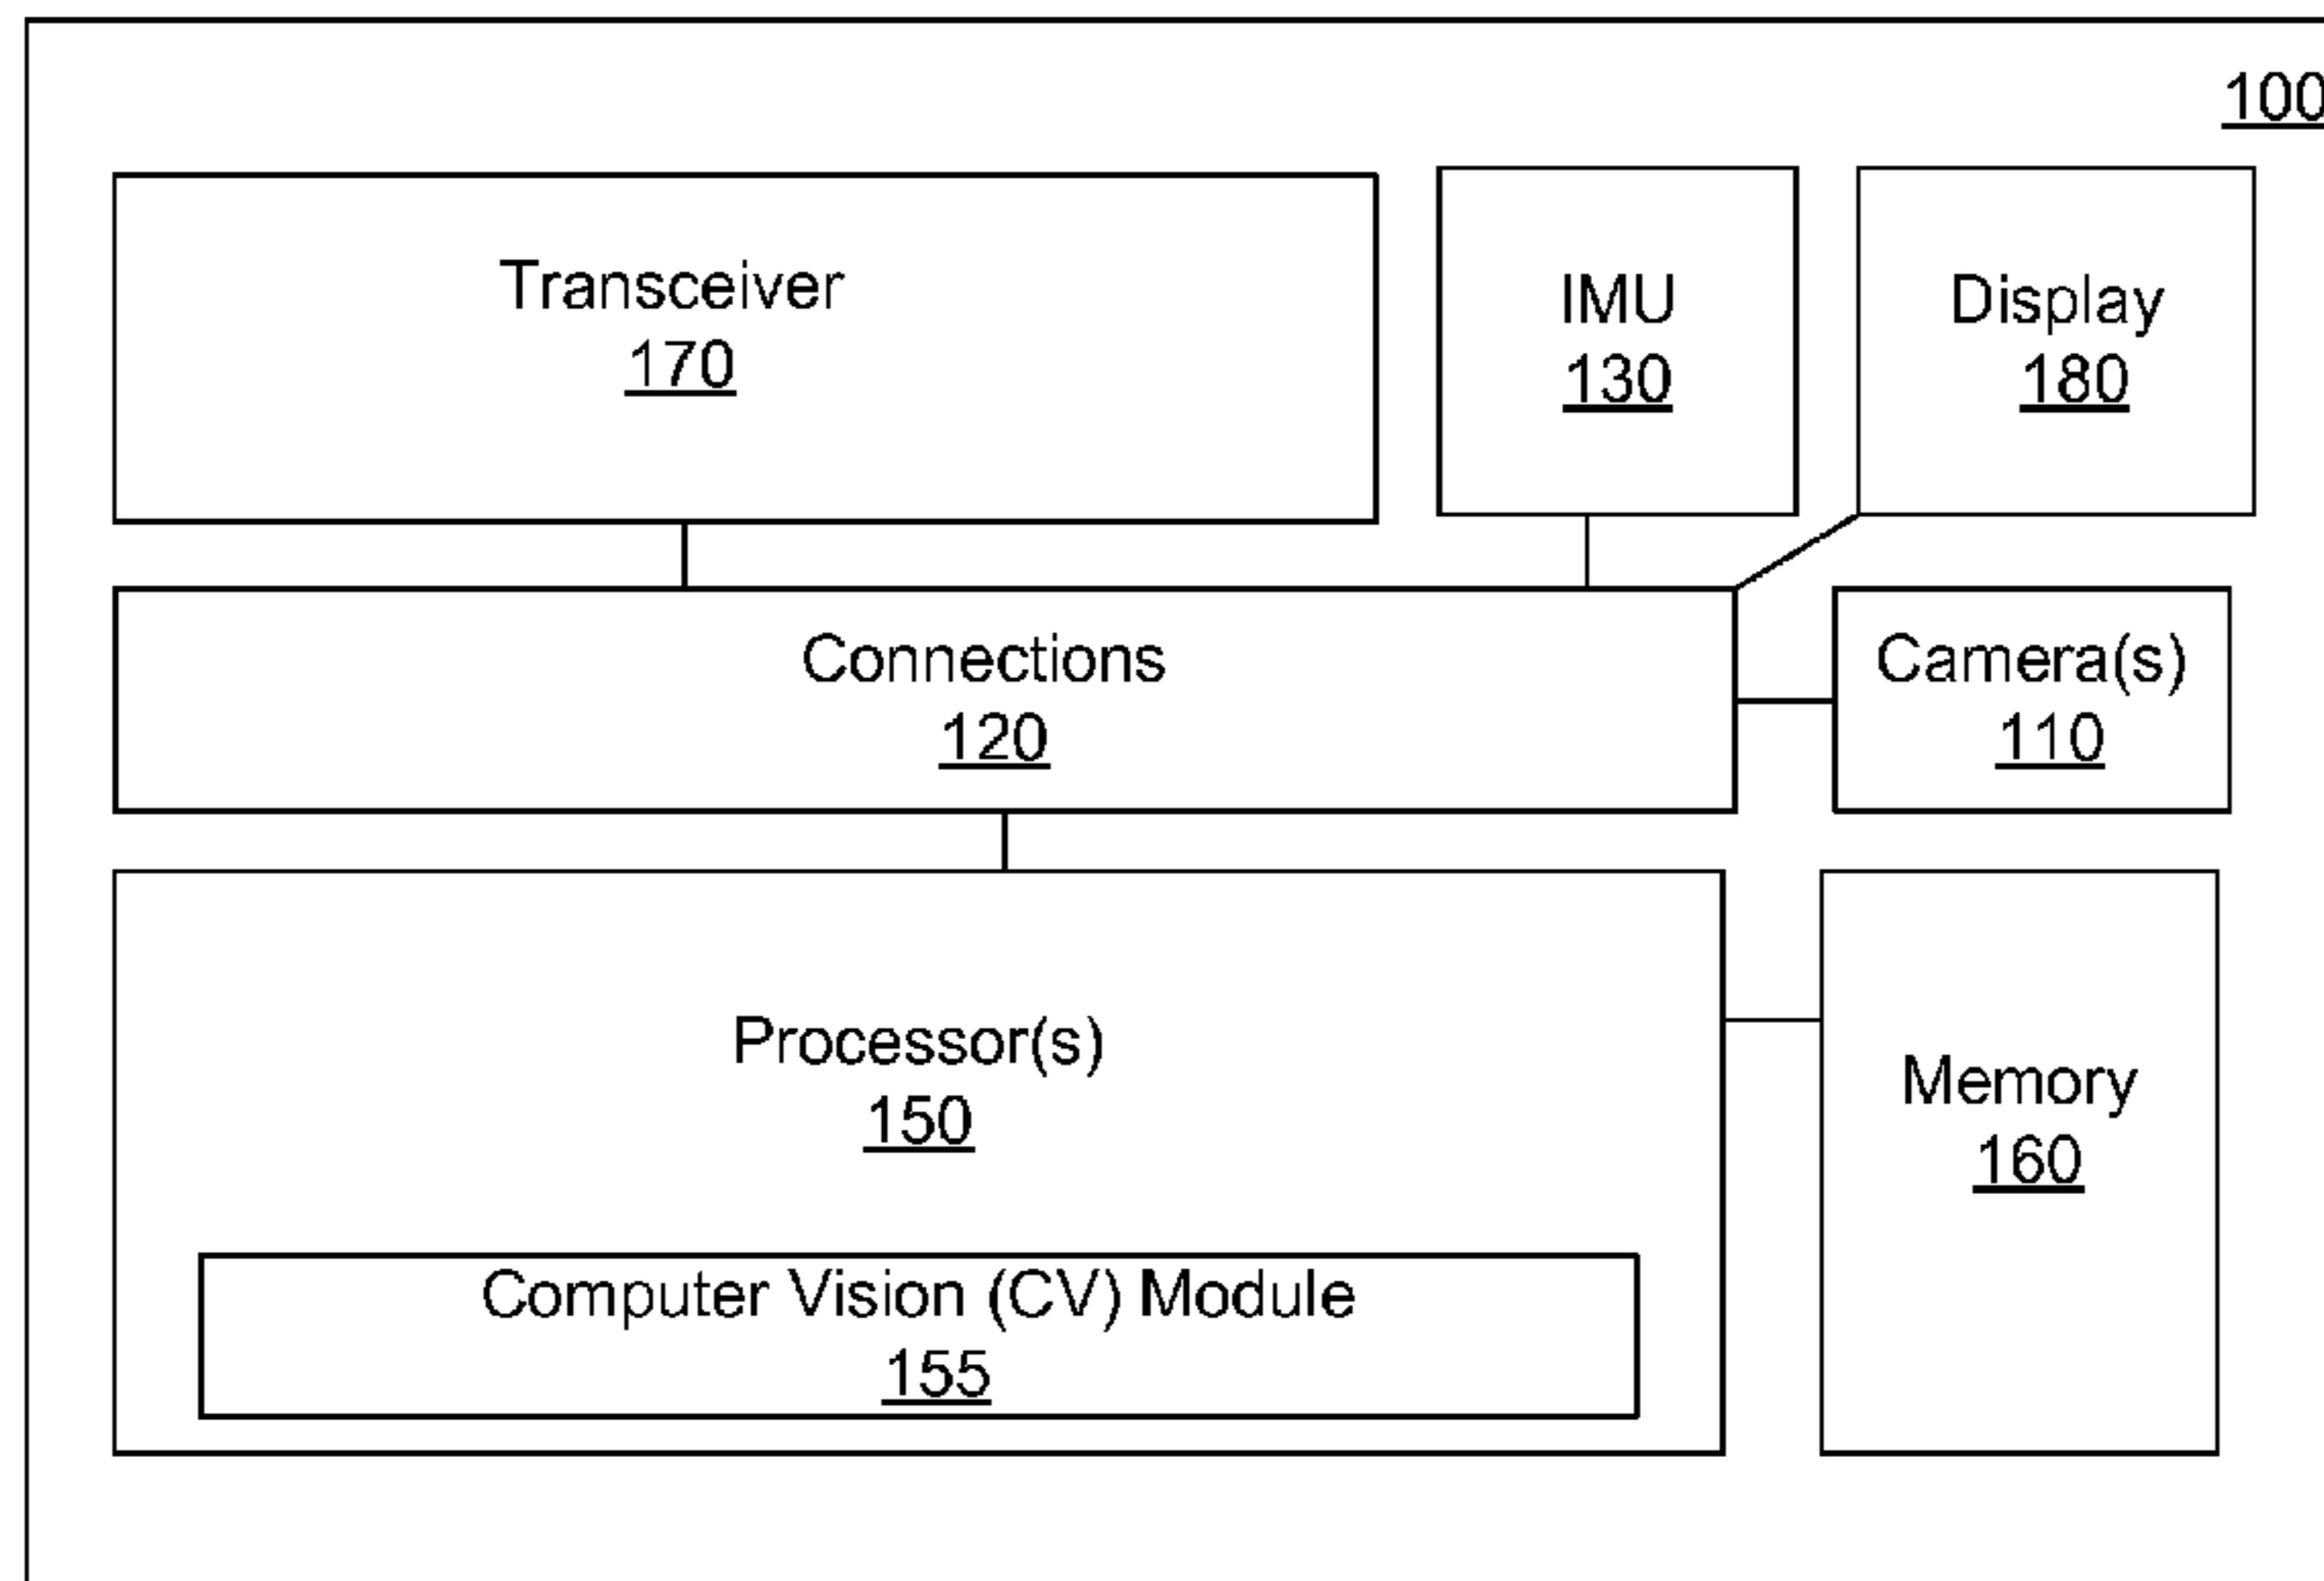 100
Transceiver
170
IMU
130
Display
180
Connections
120
Camera(s)
110
Processor(s)
150
Memory
160
Computer Vision (CV) Module
155